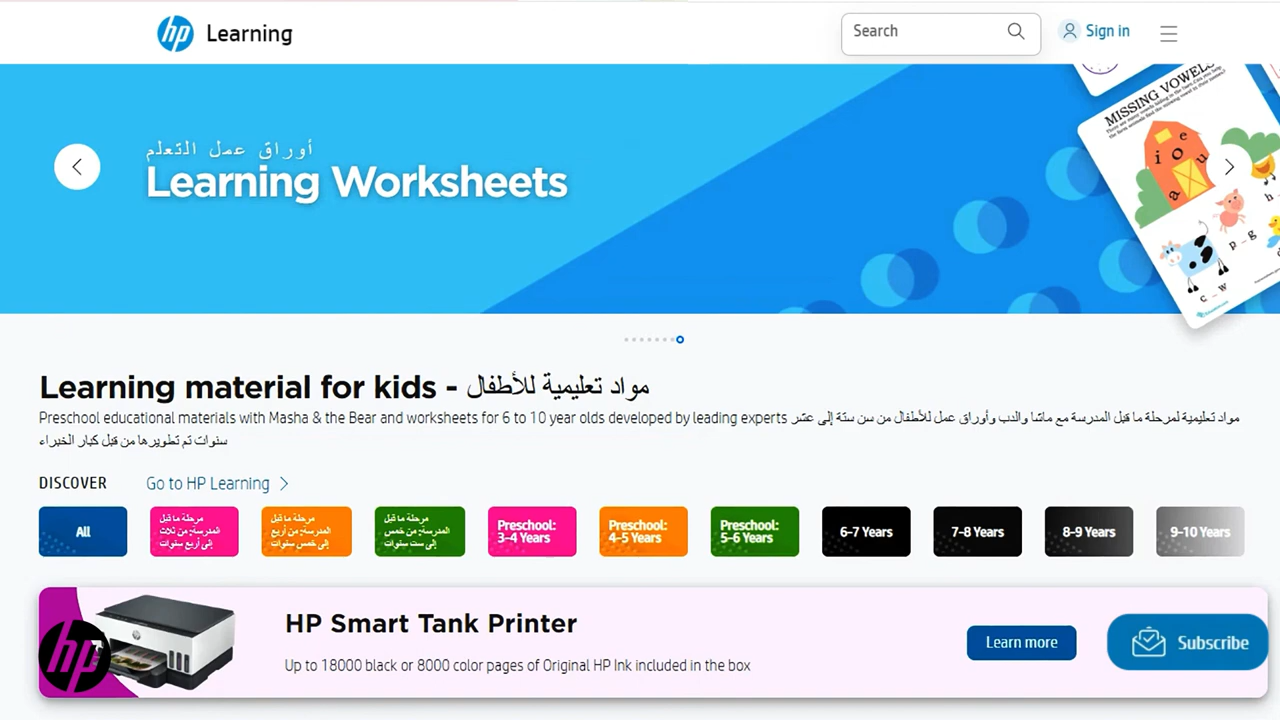 hp Learning
Search
Sign in
أوراق عمل التعلم
Learning Worksheets
MISSING VOWELS
i o e
a u
h -
p - g
c - w
Learning material for kids - مواد تعليمية للأطفال
Preschool educational materials with Masha & the Bear and worksheets for 6 to 10 year olds developed by leading experts مواد تعليمية لمرحلة ما قبل المدرسة مع ماشا والدب وأوراق عمل للأطفال من سن ستة إلى عشر
سنوات تم تطويرها من قبل كبار الخبراء
DISCOVER
Go to HP Learning
All
مرحلة ما قبل
المدرسة: من ثلاث
إلى أربع سنوات
مرحلة ما قبل
المدرسة: من أربع
إلى خمس سنوات
مرحلة ما قبل
المدرسة: من خمس
إلى ست سنوات
Preschool:
3-4 Years
Preschool:
4-5 Years
Preschool:
5-6 Years
6-7 Years
7-8 Years
8-9 Years
9-10 Years
HP Smart Tank Printer
Up to 18000 black or 8000 color pages of Original HP Ink included in the box
hp
Learn more
Subscribe